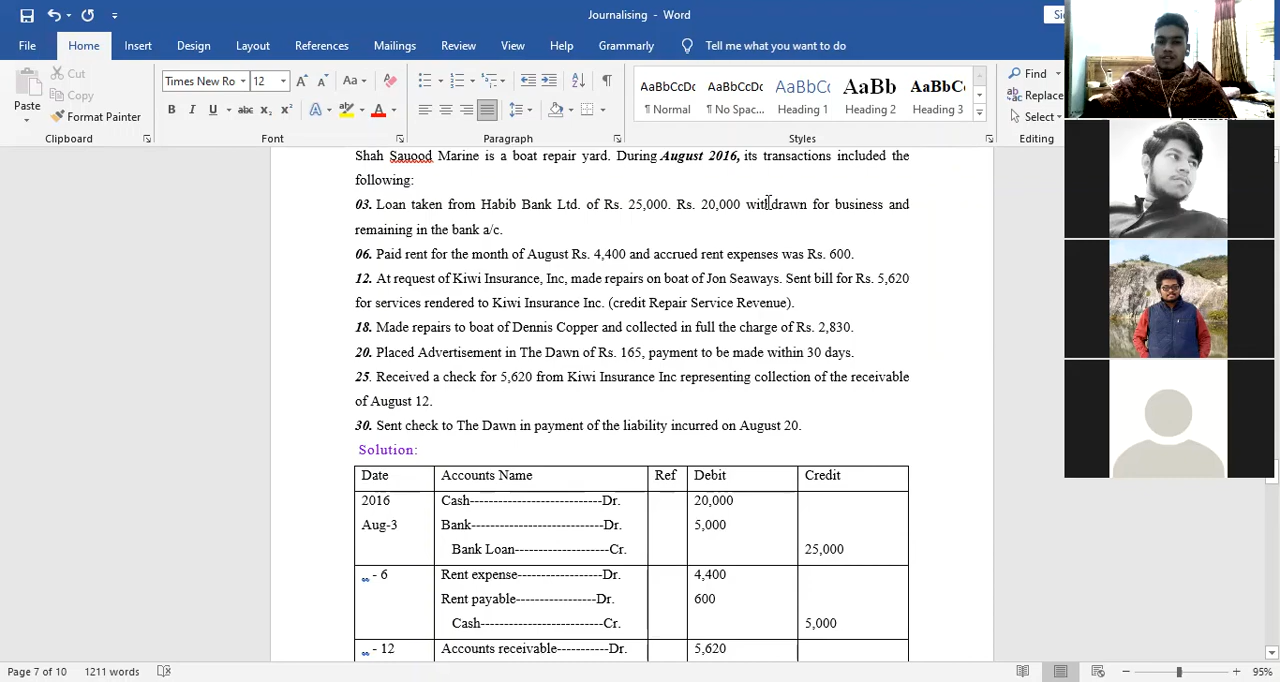 Journalising - Word
File Home Insert Design Layout References Mailings Review View Help Grammarly Tell me what you want to do
Cut
Copy
Paste Format Painter
Times New Ro 12 Aa
B I U abc x₂ x² A
AaBbCcDc AaBbCcDc AaBbCc AaBb AaBbCc
¶ Normal ¶ No Spac... Heading 1 Heading 2 Heading 3
Find
Replace
Select
Clipboard Font Paragraph Styles Editing
Shah Sauood Marine is a boat repair yard. During August 2016, its transactions included the
following:
03. Loan taken from Habib Bank Ltd. of Rs. 25,000. Rs. 20,000 withdrawn for business and
remaining in the bank a/c.
06. Paid rent for the month of August Rs. 4,400 and accrued rent expenses was Rs. 600.
12. At request of Kiwi Insurance, Inc, made repairs on boat of Jon Seaways. Sent bill for Rs. 5,620
for services rendered to Kiwi Insurance Inc. (credit Repair Service Revenue).
18. Made repairs to boat of Dennis Copper and collected in full the charge of Rs. 2,830.
20. Placed Advertisement in The Dawn of Rs. 165, payment to be made within 30 days.
25. Received a check for 5,620 from Kiwi Insurance Inc representing collection of the receivable
of August 12.
30. Sent check to The Dawn in payment of the liability incurred on August 20.
Solution:
Date Accounts Name Ref Debit Credit
2016 Cash----------------------------Dr. 20,000
Aug-3 Bank----------------------------Dr. 5,000
Bank Loan--------------------Cr. 25,000
„ - 6 Rent expense------------------Dr. 4,400
Rent payable-----------------Dr. 600
Cash--------------------------Cr. 5,000
„ - 12 Accounts receivable-----------Dr. 5,620
Page 7 of 10 1211 words 95%